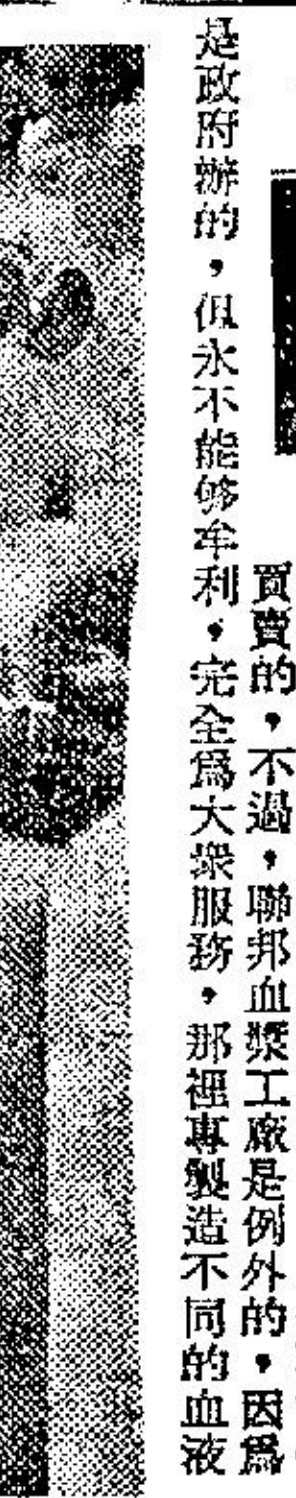 買賣的，不過，聯邦血漿工廠是例外的，因爲
是政府辦的，但永不能够牟利，完全爲大衆服務，那裡專製造不同的血液